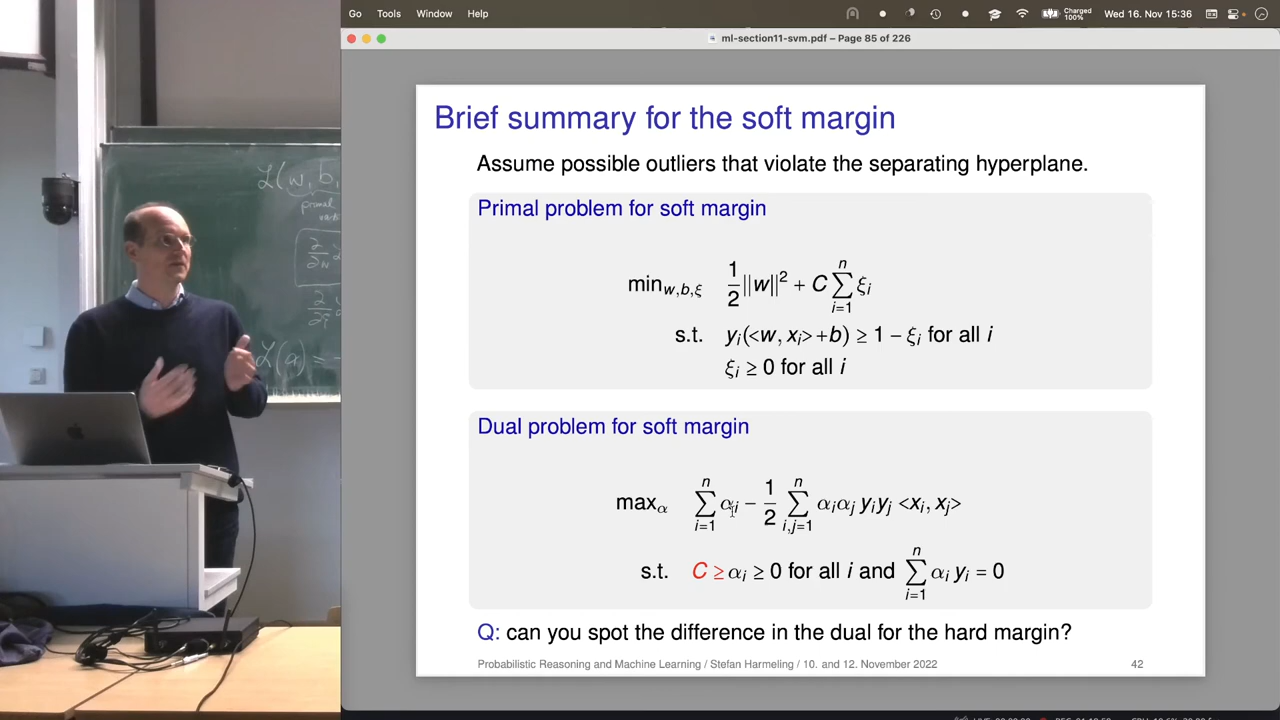 Go Tools Window Help Charged 100% Wed 16. Nov 15:36
ml-section11-svm.pdf – Page 85 of 226
Brief summary for the soft margin
Assume possible outliers that violate the separating hyperplane.
Primal problem for soft margin
min_{w,b,ξ} 1/2 ||w||² + C ∑_{i=1}^{n} ξ_i
s.t. y_i(<w, x_i> + b) ≥ 1 − ξ_i for all i
ξ_i ≥ 0 for all i
Dual problem for soft margin
max_α ∑_{i=1}^{n} α_i − 1/2 ∑_{i,j=1}^{n} α_i α_j y_i y_j <x_i, x_j>
s.t. C ≥ α_i ≥ 0 for all i and ∑_{i=1}^{n} α_i y_i = 0
Q: can you spot the difference in the dual for the hard margin?
Probabilistic Reasoning and Machine Learning / Stefan Harmeling / 10. and 12. November 2022 42
L(w, b,
primal
L(a) = -